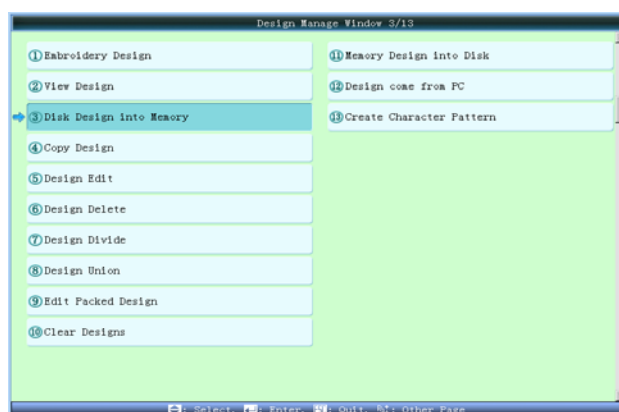 Design Manage Window 3/13
①Embroidery Design
②View Design
③Disk Design into Memory
④Copy Design
⑤Design Edit
⑥Design Delete
⑦Design Divide
⑧Design Union
⑨Edit Packed Design
⑩Clear Designs
⑪Memory Design into Disk
⑫Design come from PC
⑬Create Character Pattern
: Select, : Enter, : Quit, : Other Page